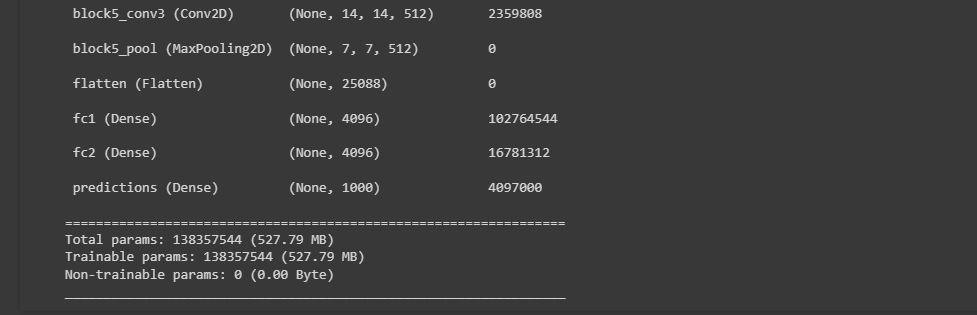 block5_conv3 (Conv2D) (None, 14, 14, 512) 2359808
block5_pool (MaxPooling2D) (None, 7, 7, 512) 0
flatten (Flatten) (None, 25088) 0
fc1 (Dense) (None, 4096) 102764544
fc2 (Dense) (None, 4096) 16781312
predictions (Dense) (None, 1000) 4097000
=================================================================
Total params: 138357544 (527.79 MB)
Trainable params: 138357544 (527.79 MB)
Non-trainable params: 0 (0.00 Byte)
_________________________________________________________________